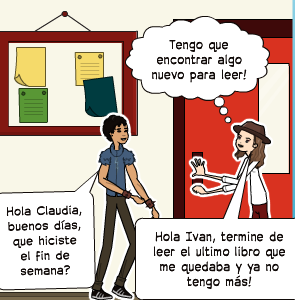 Tengo que
encontrar algo
nuevo para leer!
Hola Claudia,
buenos días,
que hiciste
el fin de
semana?
Hola Ivan, termine de
leer el ultimo libro que
me quedaba y ya no
tengo más!